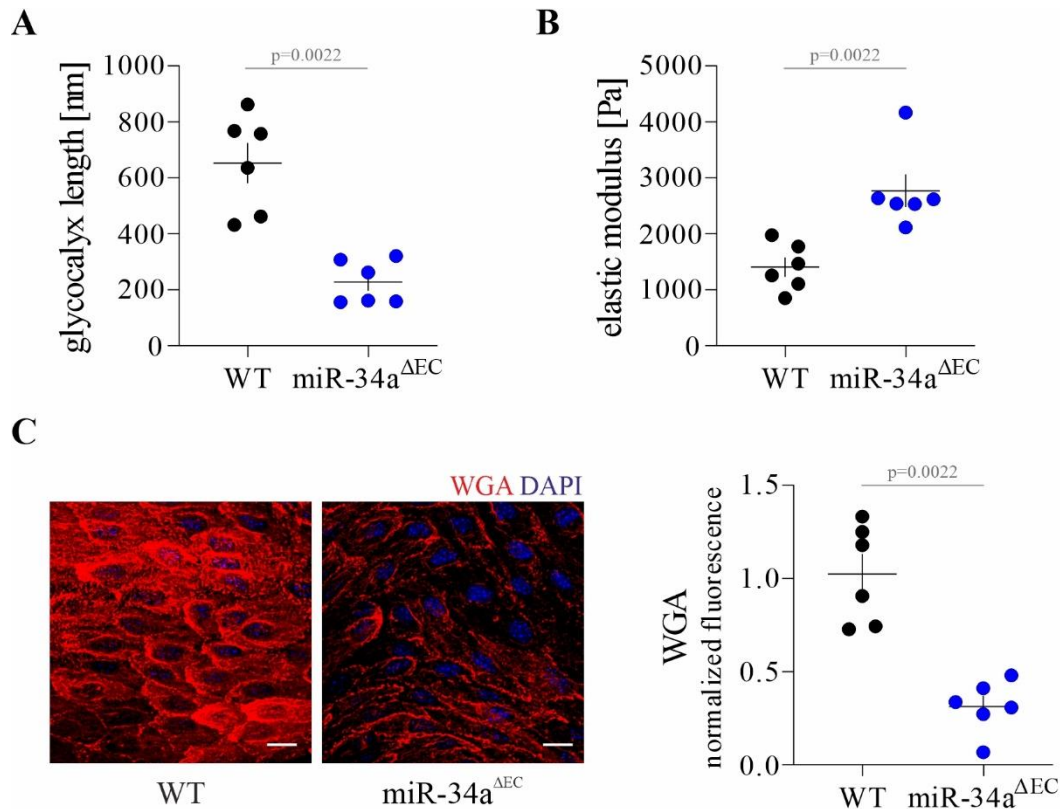 A
p=0.0022
glycocalyx length [nm]
1000
800
600
400
200
0
WT
miR-34a^ΔEC
B
p=0.0022
elastic modulus [Pa]
5000
4000
3000
2000
1000
0
WT
miR-34a^ΔEC
C
WGA DAPI
WT
miR-34a^ΔEC
p=0.0022
WGA
normalized fluorescence
1.5
1.0
0.5
0.0
WT
miR-34a^ΔEC